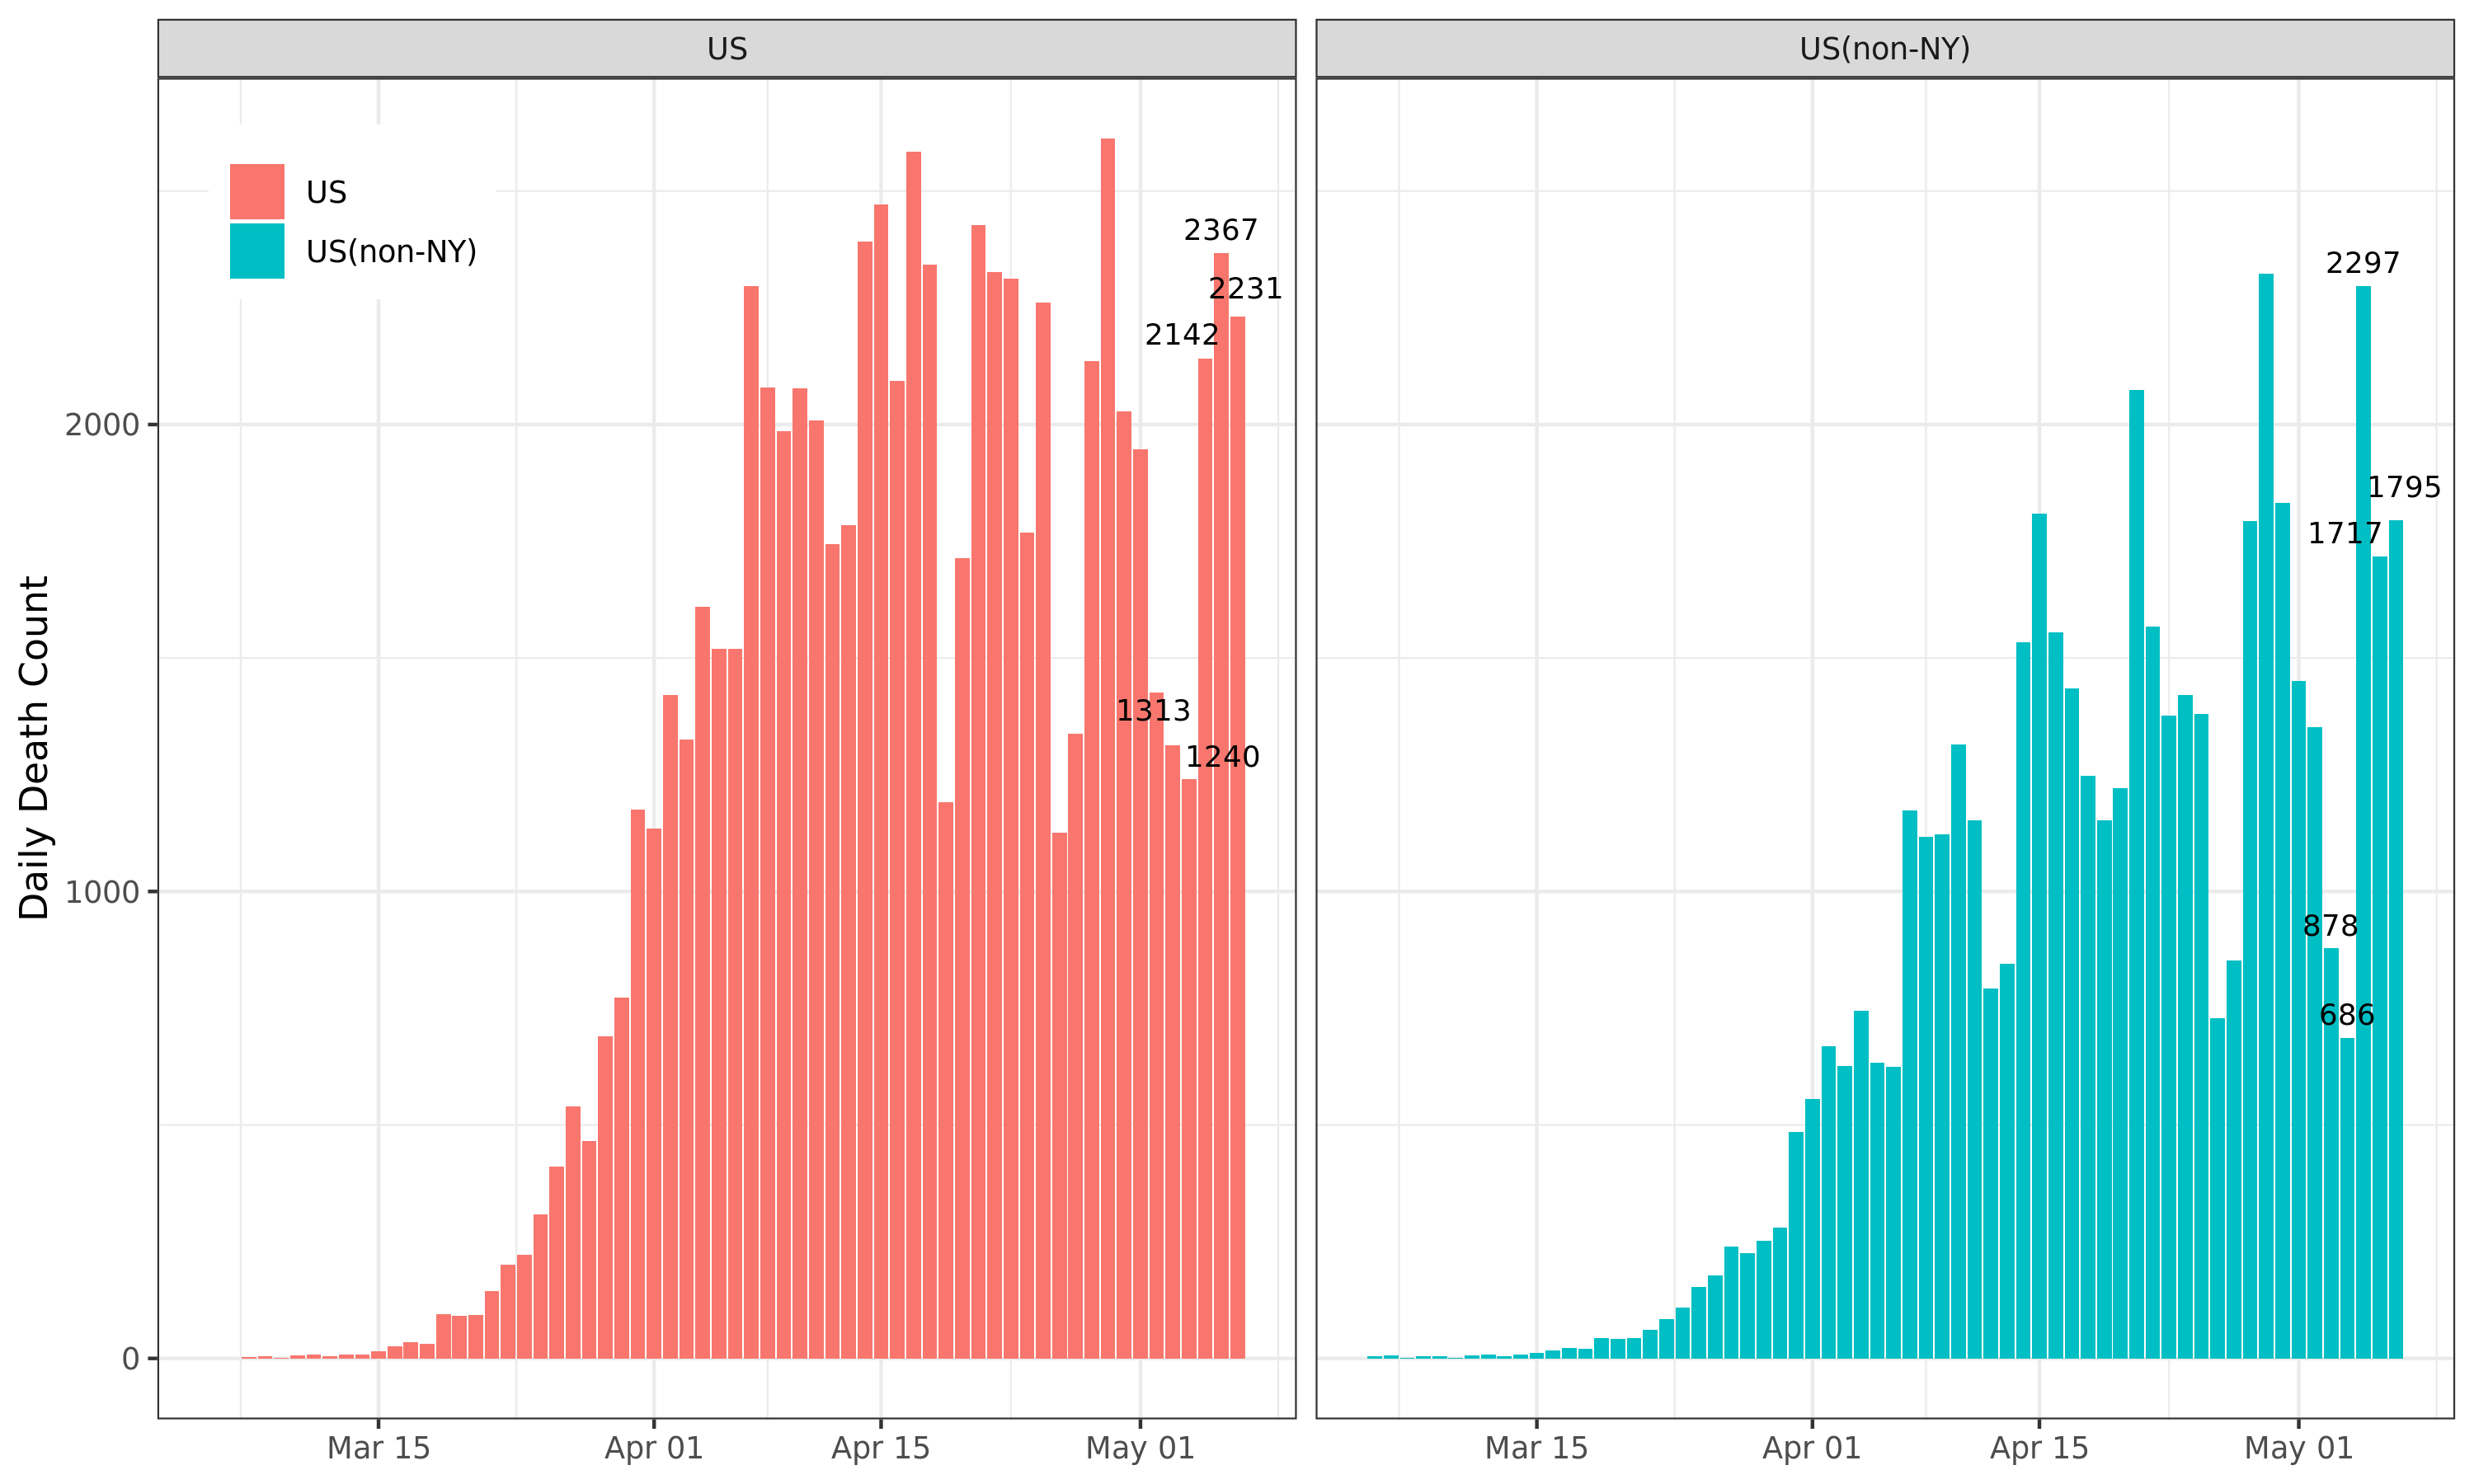 US
US(non-NY)
US
US(non-NY)
Daily Death Count
2000
1000
0
2367
2231
2142
1313
1240
2297
1795
1717
878
686
Mar 15
Apr 01
Apr 15
May 01
Mar 15
Apr 01
Apr 15
May 01